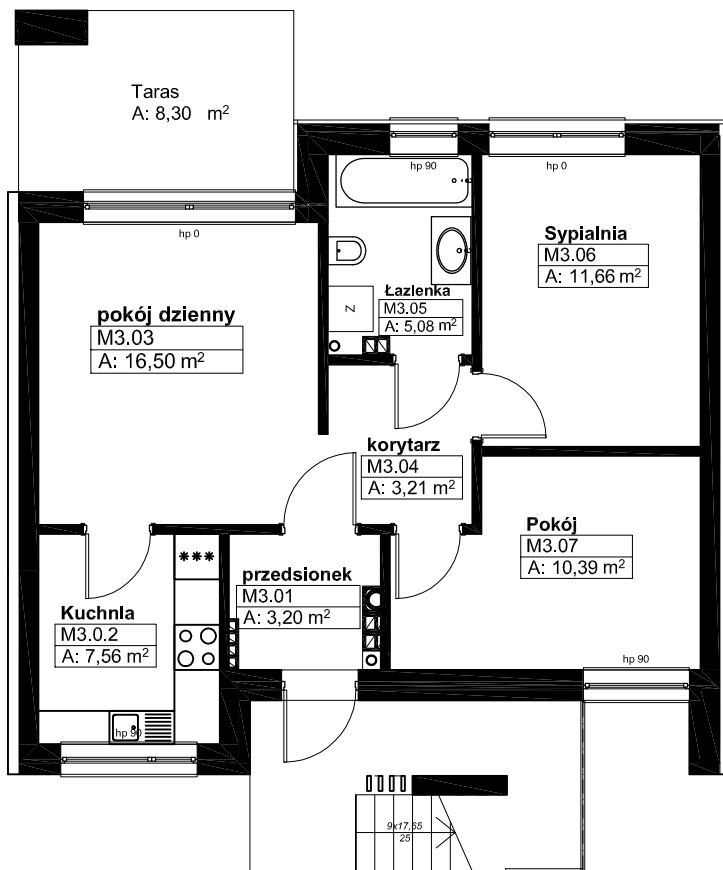 Taras
A: 8,30 m²
hp 90
hp 0
hp 0
Sypialnia
M3.06
A: 11,66 m²
Łazlenka
M3.05
A: 5,08 m²
Z
pokój dzienny
M3.03
A: 16,50 m²
korytarz
M3.04
A: 3,21 m²
Pokój
M3.07
A: 10,39 m²
***
przedsionek
M3.01
A: 3,20 m²
Kuchnla
M3.0.2
A: 7,56 m²
hp 90
hp 90
9x17,65
25